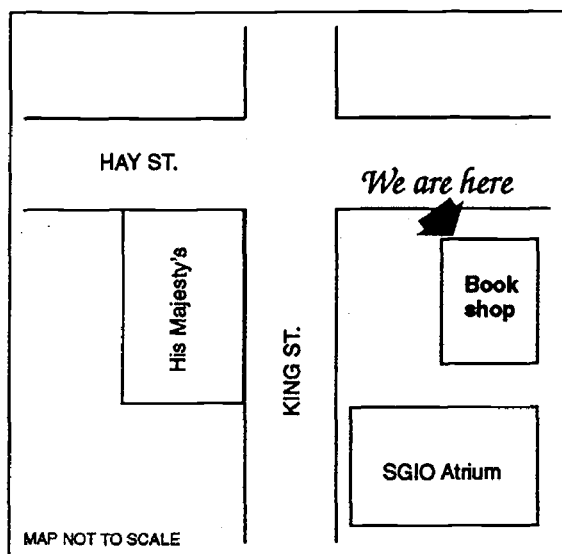 HAY ST.
We are here
His Majesty's
Book
shop
KING ST.
SGIO Atrium
MAP NOT TO SCALE